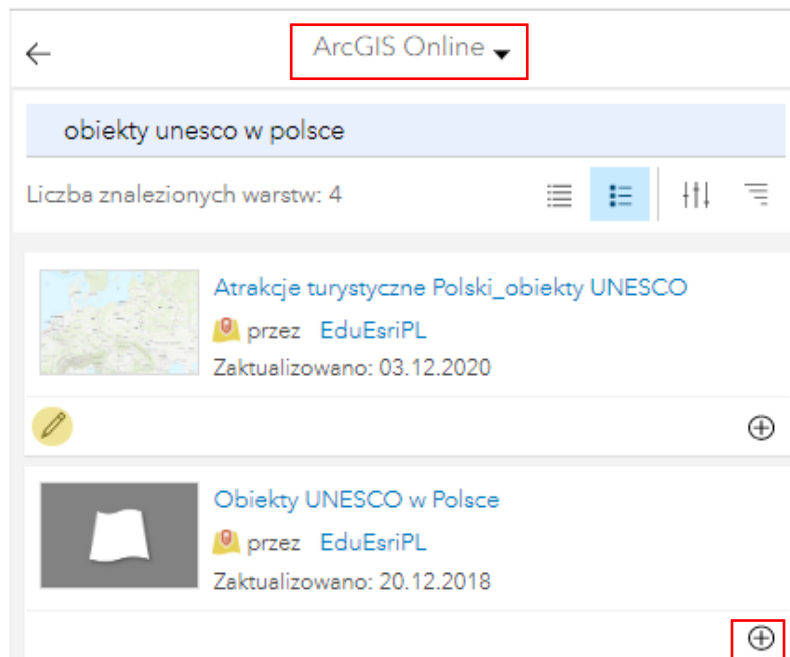 ArcGIS Online
obiekty unesco w polsce
Liczba znalezionych warstw: 4
Atrakcje turystyczne Polski_obiekty UNESCO
przez EduEsriPL
Zaktualizowano: 03.12.2020
Obiekty UNESCO w Polsce
przez EduEsriPL
Zaktualizowano: 20.12.2018